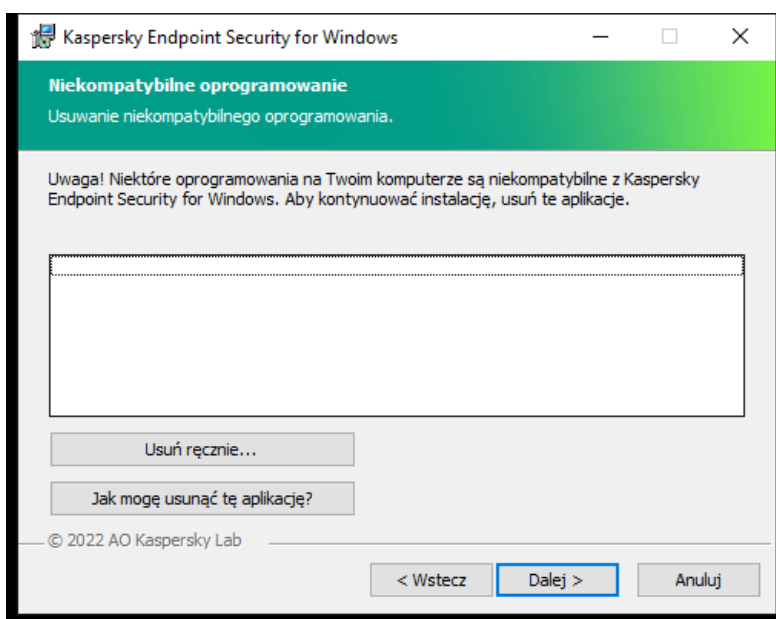 Kaspersky Endpoint Security for Windows
Niekompatybilne oprogramowanie
Usuwanie niekompatybilnego oprogramowania.
Uwaga! Niektóre oprogramowania na Twoim komputerze są niekompatybilne z Kaspersky
Endpoint Security for Windows. Aby kontynuować instalację, usuń te aplikacje.
Usuń ręcznie...
Jak mogę usunąć tę aplikację?
© 2022 AO Kaspersky Lab
< Wstecz
Dalej >
Anuluj